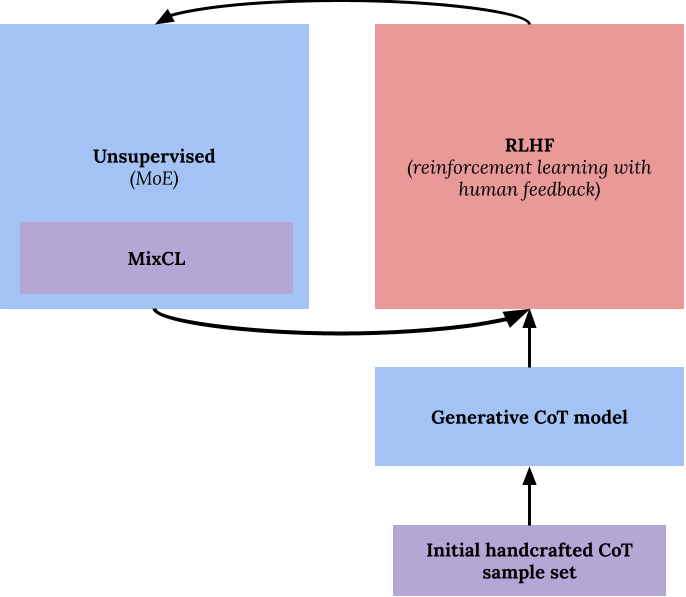 Unsupervised
(MoE)
MixCL
RLHF
(reinforcement learning with
human feedback)
Generative CoT model
Initial handcrafted CoT
sample set